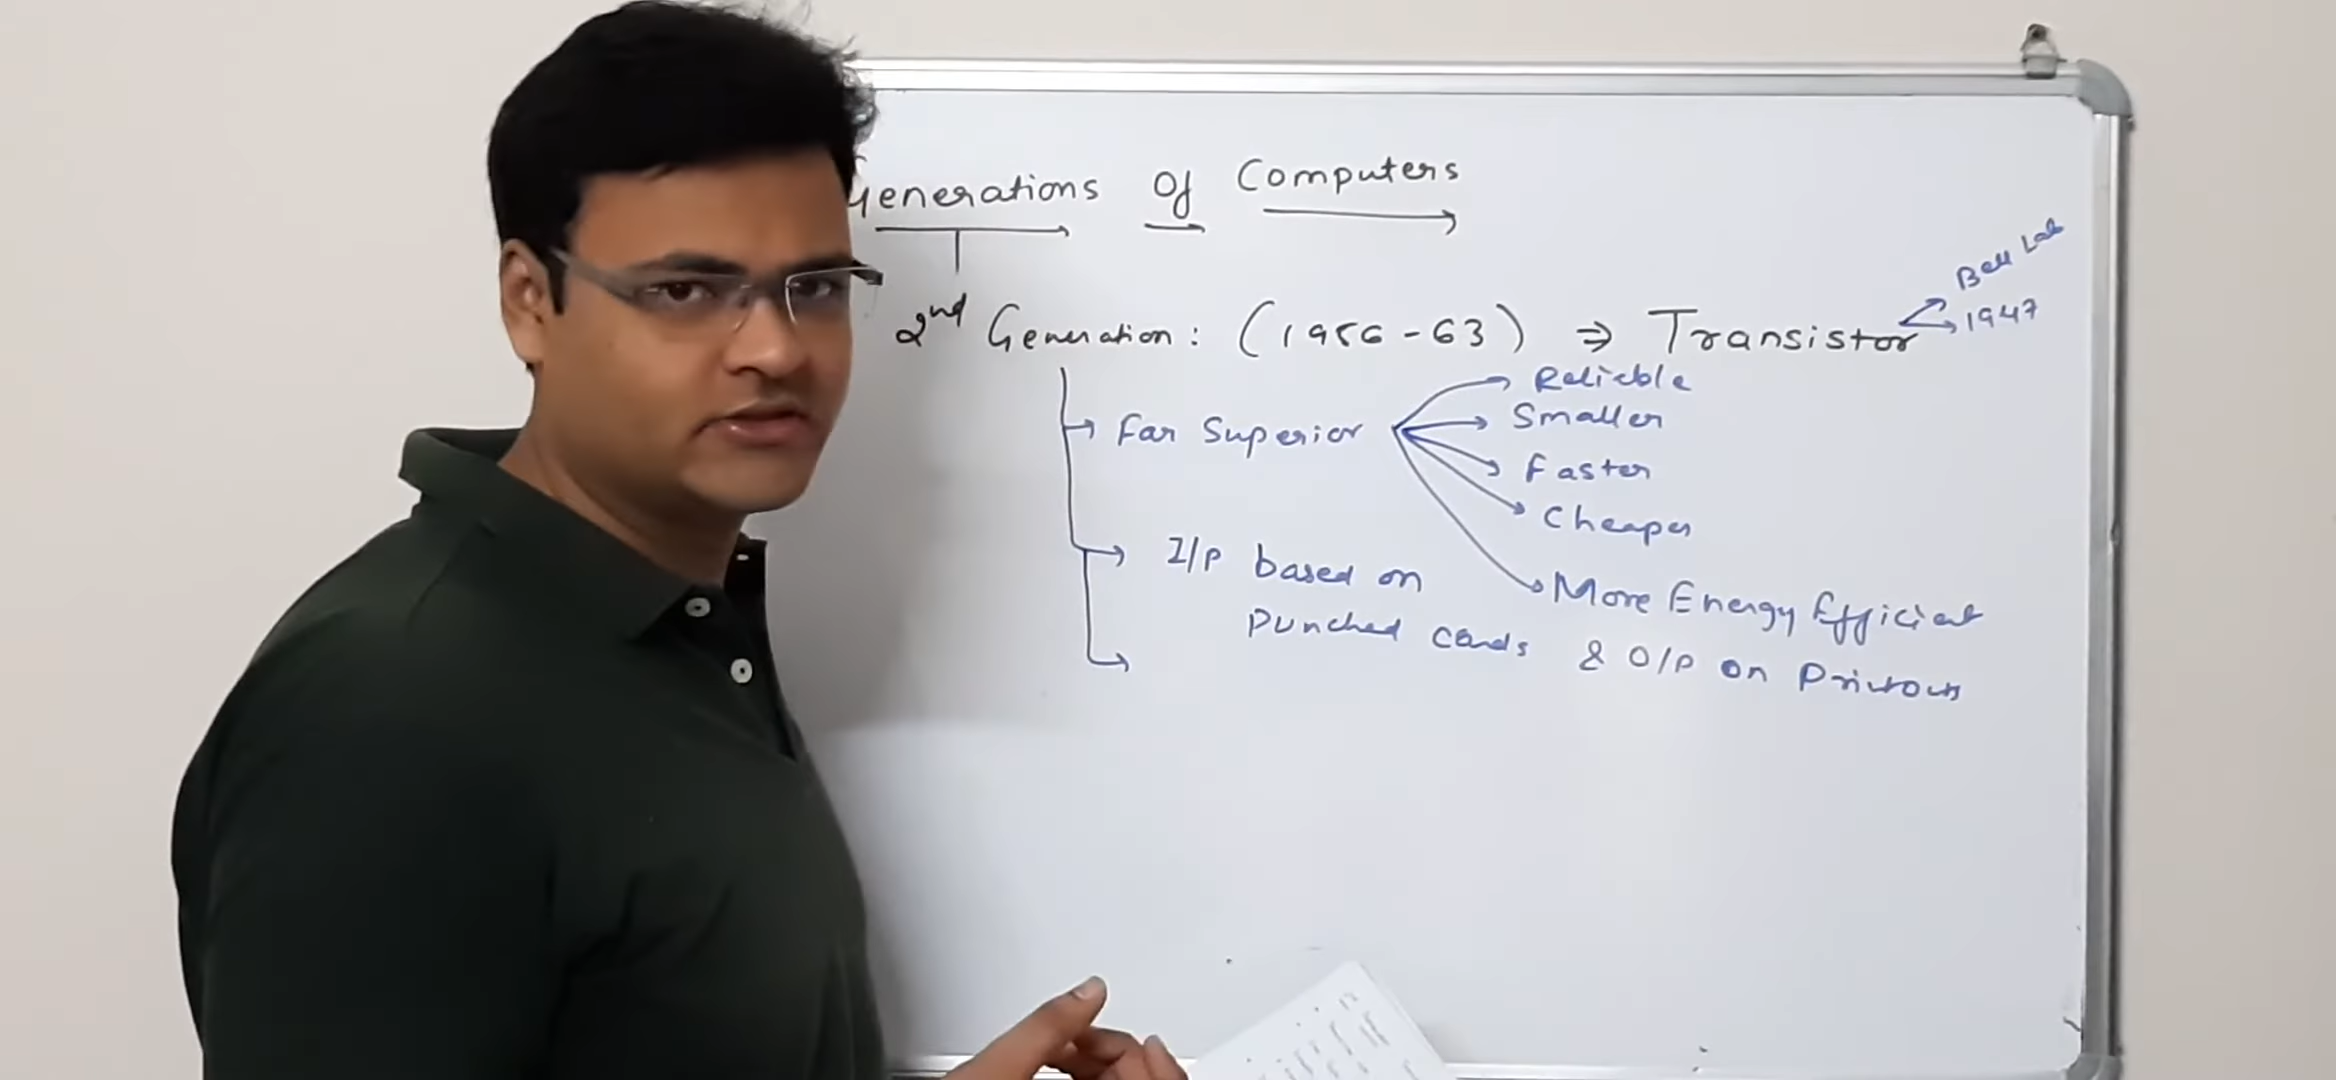 Generations Of Computers
2nd Generation: (1956-63) ⇒ Transistor
Bell Lab
1947
Far Superior
Reliable
Smaller
Faster
Cheaper
More Energy Efficient
I/P based on
Punched cards & O/P on Printouts